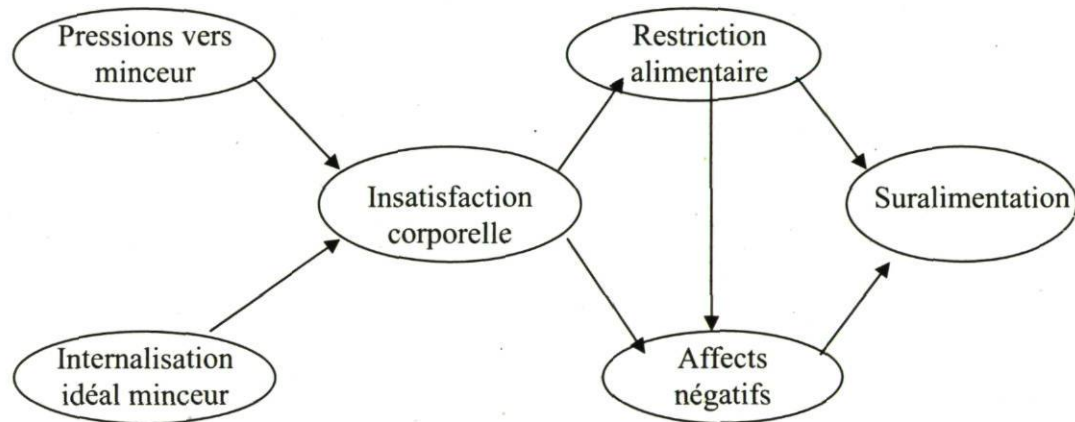 Pressions vers
minceur
Restriction
alimentaire
Insatisfaction
corporelle
Suralimentation
Internalisation
idéal minceur
Affects
négatifs